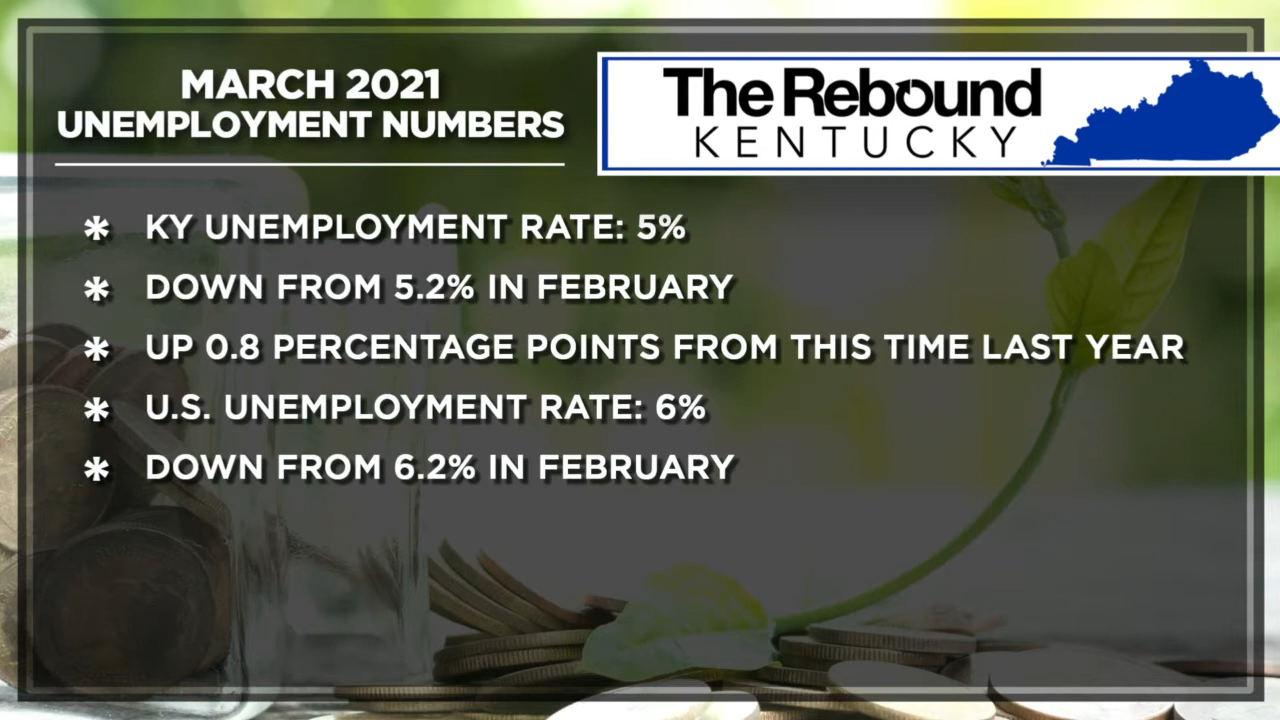 MARCH 2021
UNEMPLOYMENT NUMBERS
The Rebound
KENTUCKY
* KY UNEMPLOYMENT RATE: 5%
* DOWN FROM 5.2% IN FEBRUARY
* UP 0.8 PERCENTAGE POINTS FROM THIS TIME LAST YEAR
* U.S. UNEMPLOYMENT RATE: 6%
* DOWN FROM 6.2% IN FEBRUARY